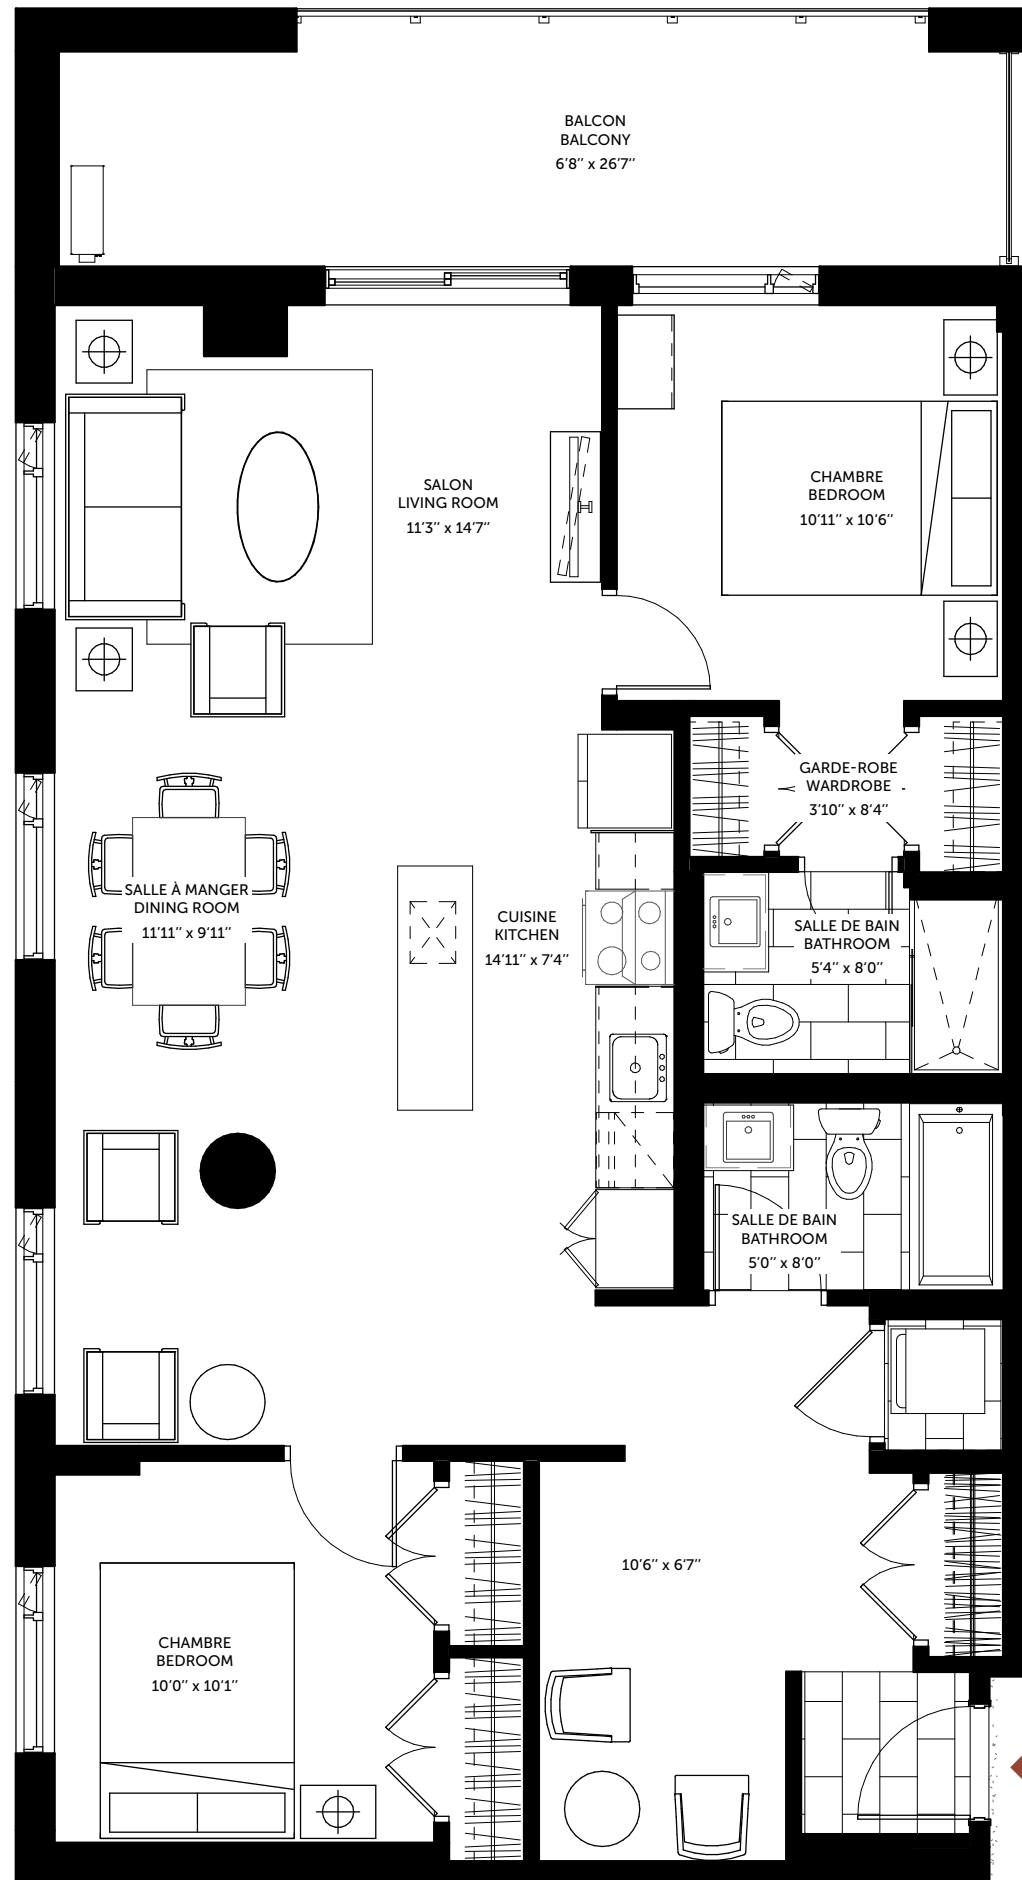 BALCON
BALCONY
6'8'' x 26'7''
SALON
LIVING ROOM
11'3'' x 14'7''
CHAMBRE
BEDROOM
10'11'' x 10'6''
GARDE-ROBE
WARDROBE
3'10'' x 8'4''
SALLE À MANGER
DINING ROOM
11'11'' x 9'11''
CUISINE
KITCHEN
14'11'' x 7'4''
SALLE DE BAIN
BATHROOM
5'4'' x 8'0''
SALLE DE BAIN
BATHROOM
5'0'' x 8'0''
10'6'' x 6'7''
CHAMBRE
BEDROOM
10'0'' x 10'1''